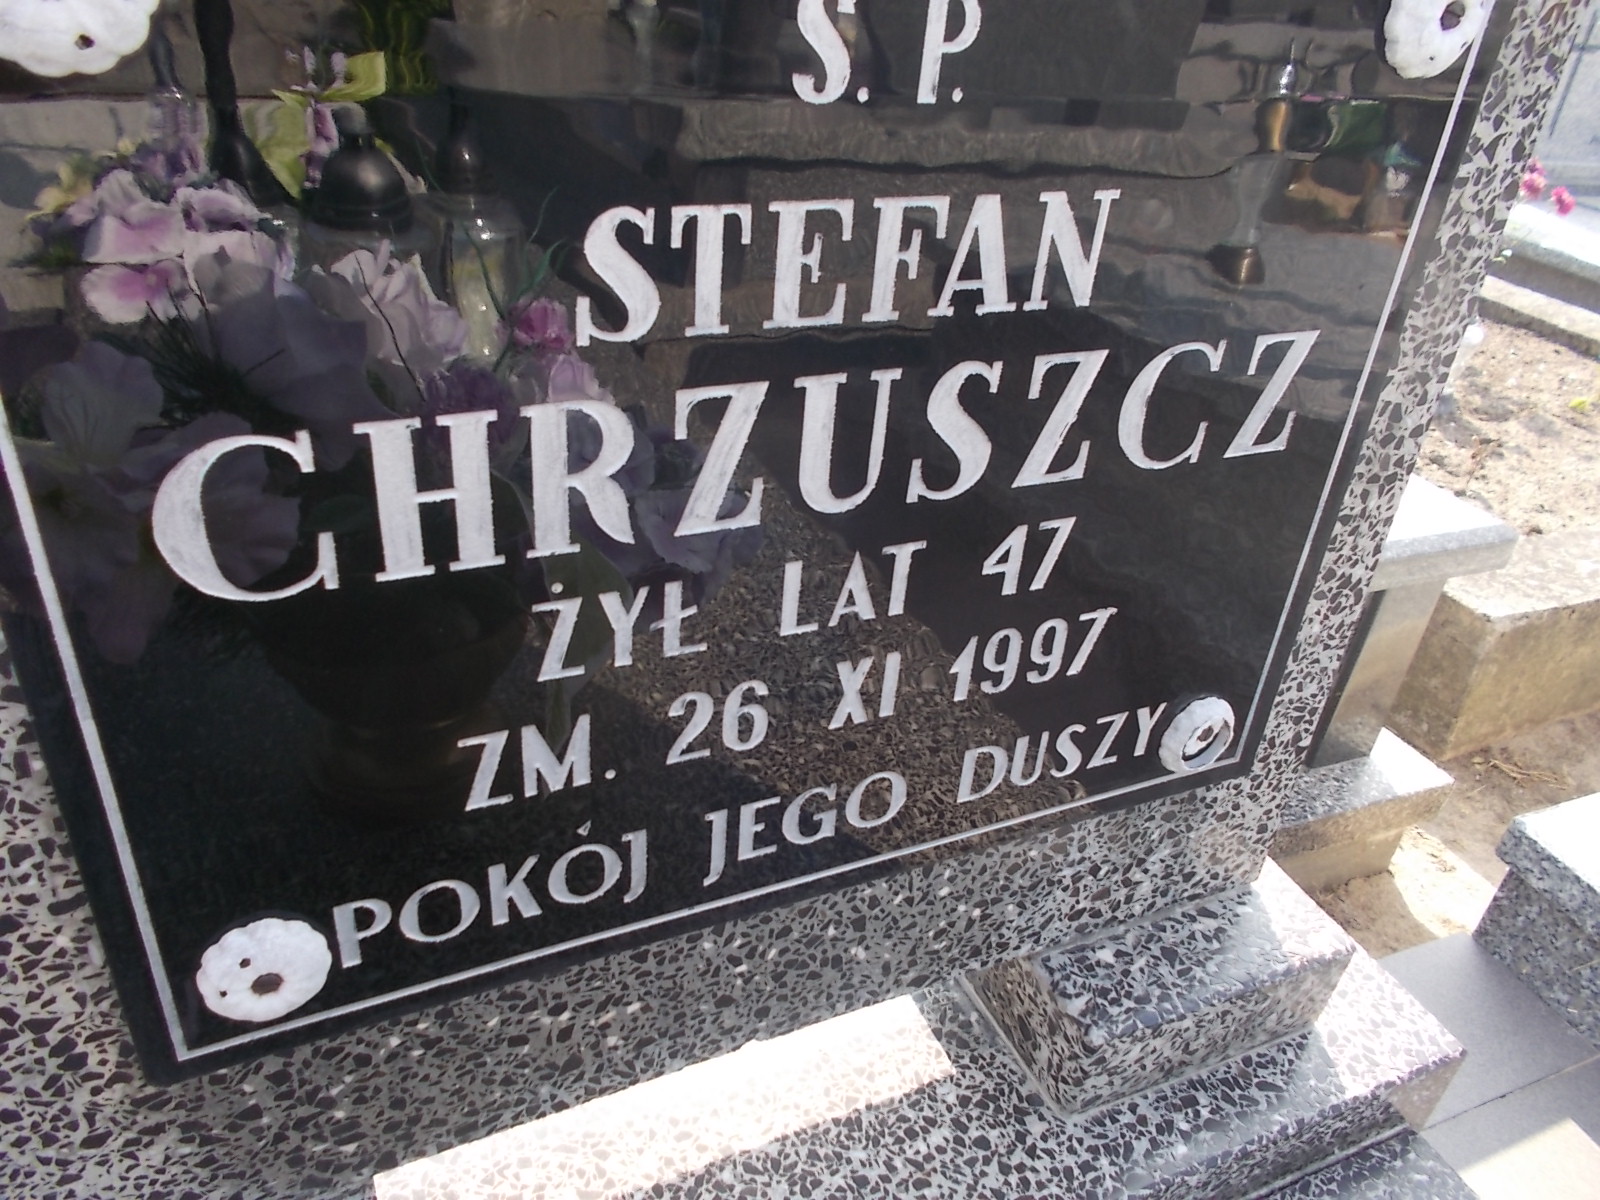 S. P.
STEFAN
CHRZUSZCZ
ŻYŁ LAT 47
ZM. 26 XI 1997
POKÓJ JEGO DUSZY